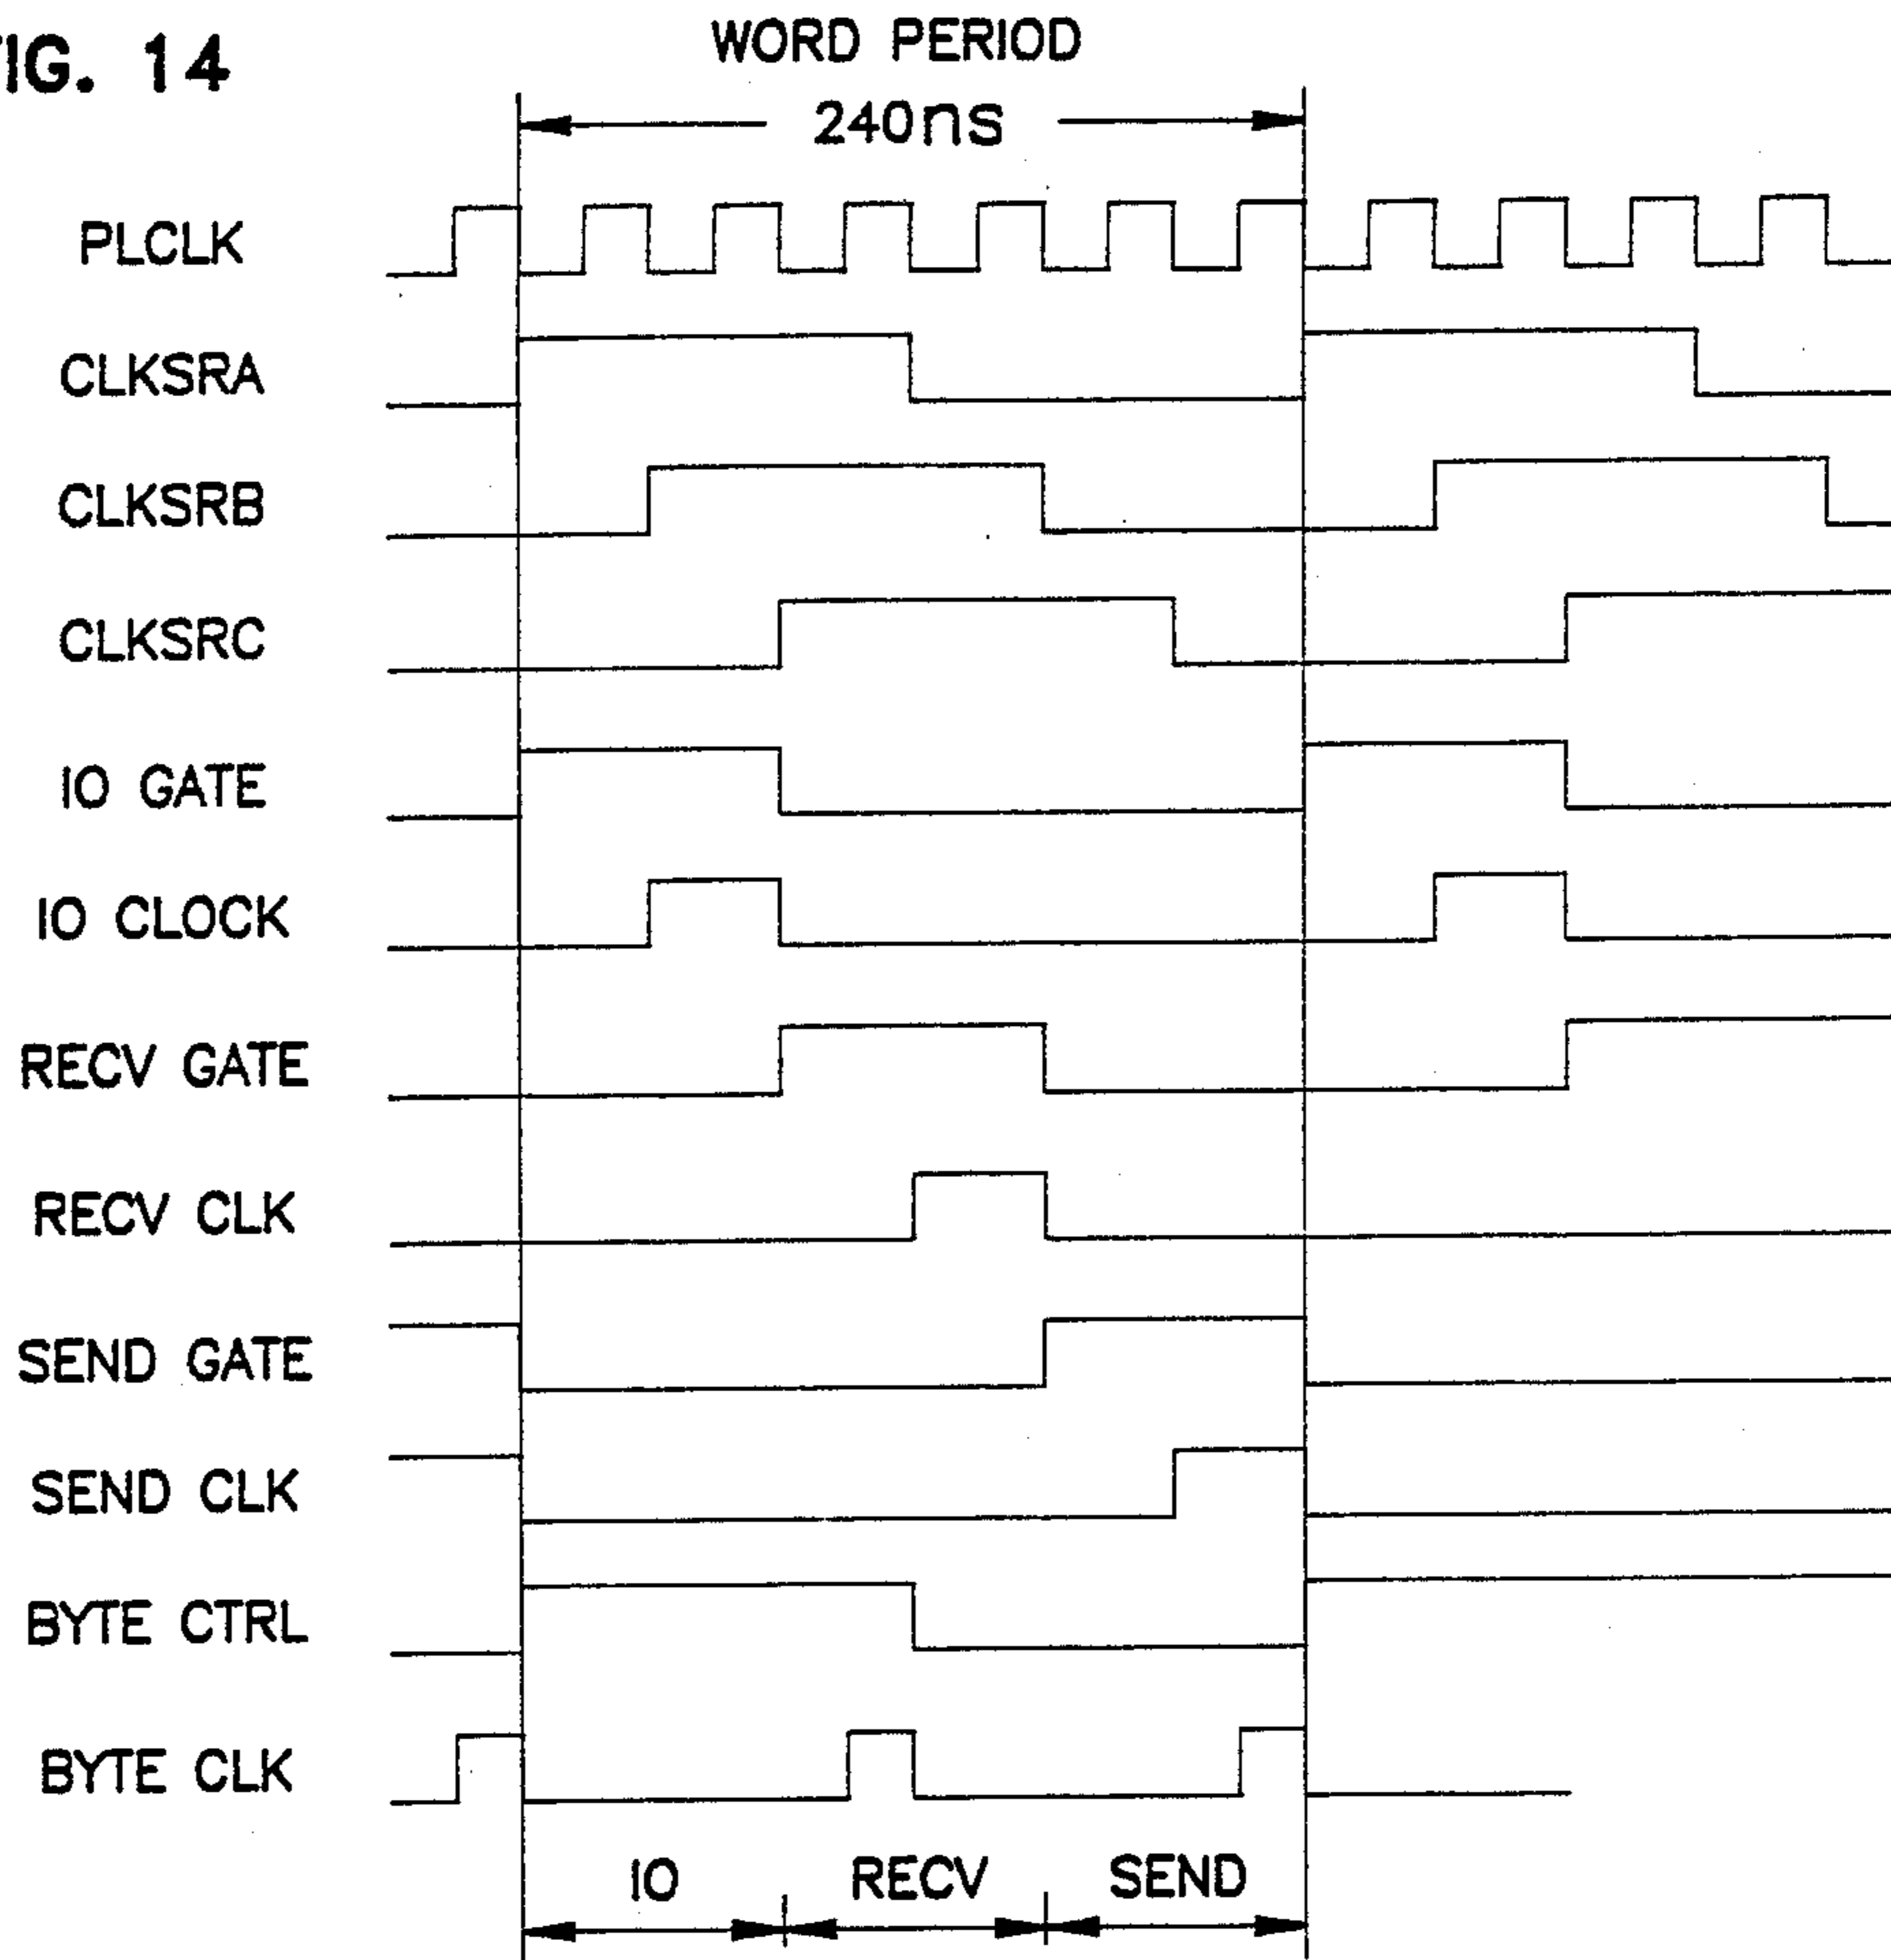 FIG. 14
WORD PERIOD
240ns
PLCLK
CLKSRA
CLKSRB
CLKSRC
IO GATE
IO CLOCK
RECV GATE
RECV CLK
SEND GATE
SEND CLK
BYTE CTRL
BYTE CLK
IO RECV SEND